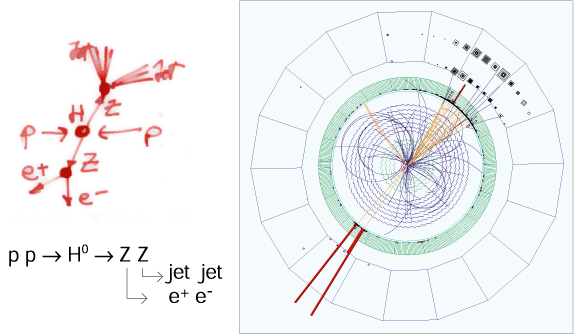 Jet
Jet
H Z
p p
Z
e+
e-
p p → H⁰ → Z Z
jet jet
e⁺ e⁻